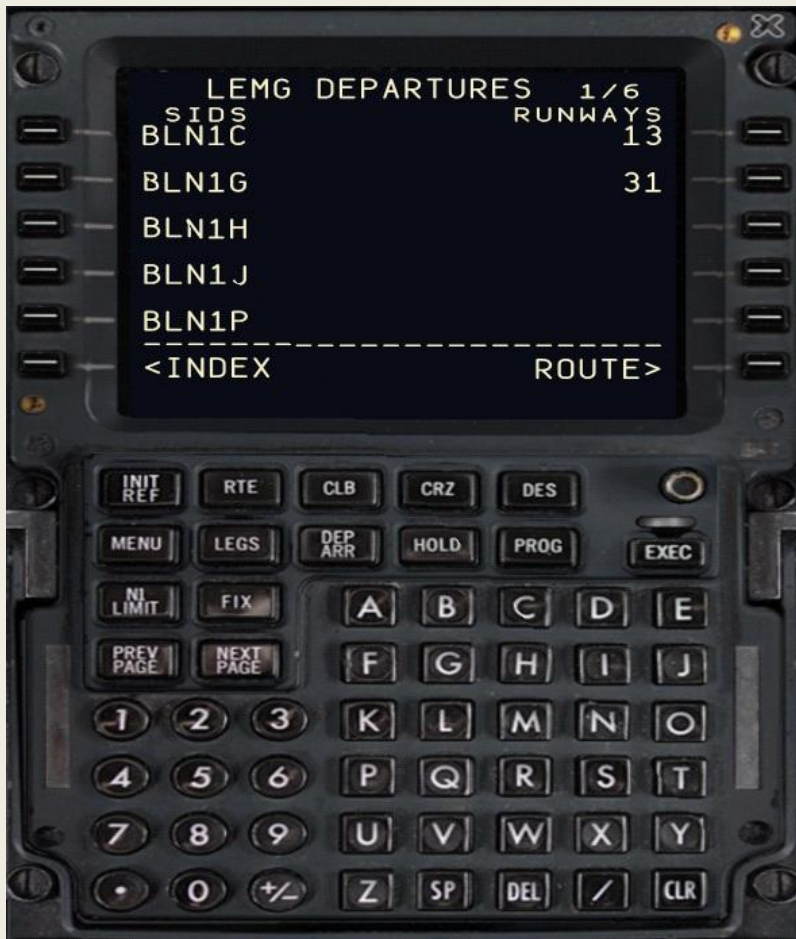 LEMG DEPARTURES 1/6
SIDS RUNWAYS
BLN1C 13
BLN1G 31
BLN1H
BLN1J
BLN1P
<INDEX ROUTE>
INIT REF RTE CLB CRZ DES
MENU LEGS DEP ARR HOLD PROG EXEC
N1 LIMIT FIX A B C D E
PREV PAGE NEXT PAGE F G H I J
1 2 3 K L M N O
4 5 6 P Q R S T
7 8 9 U V W X Y
. 0 +/- Z SP DEL / CLR